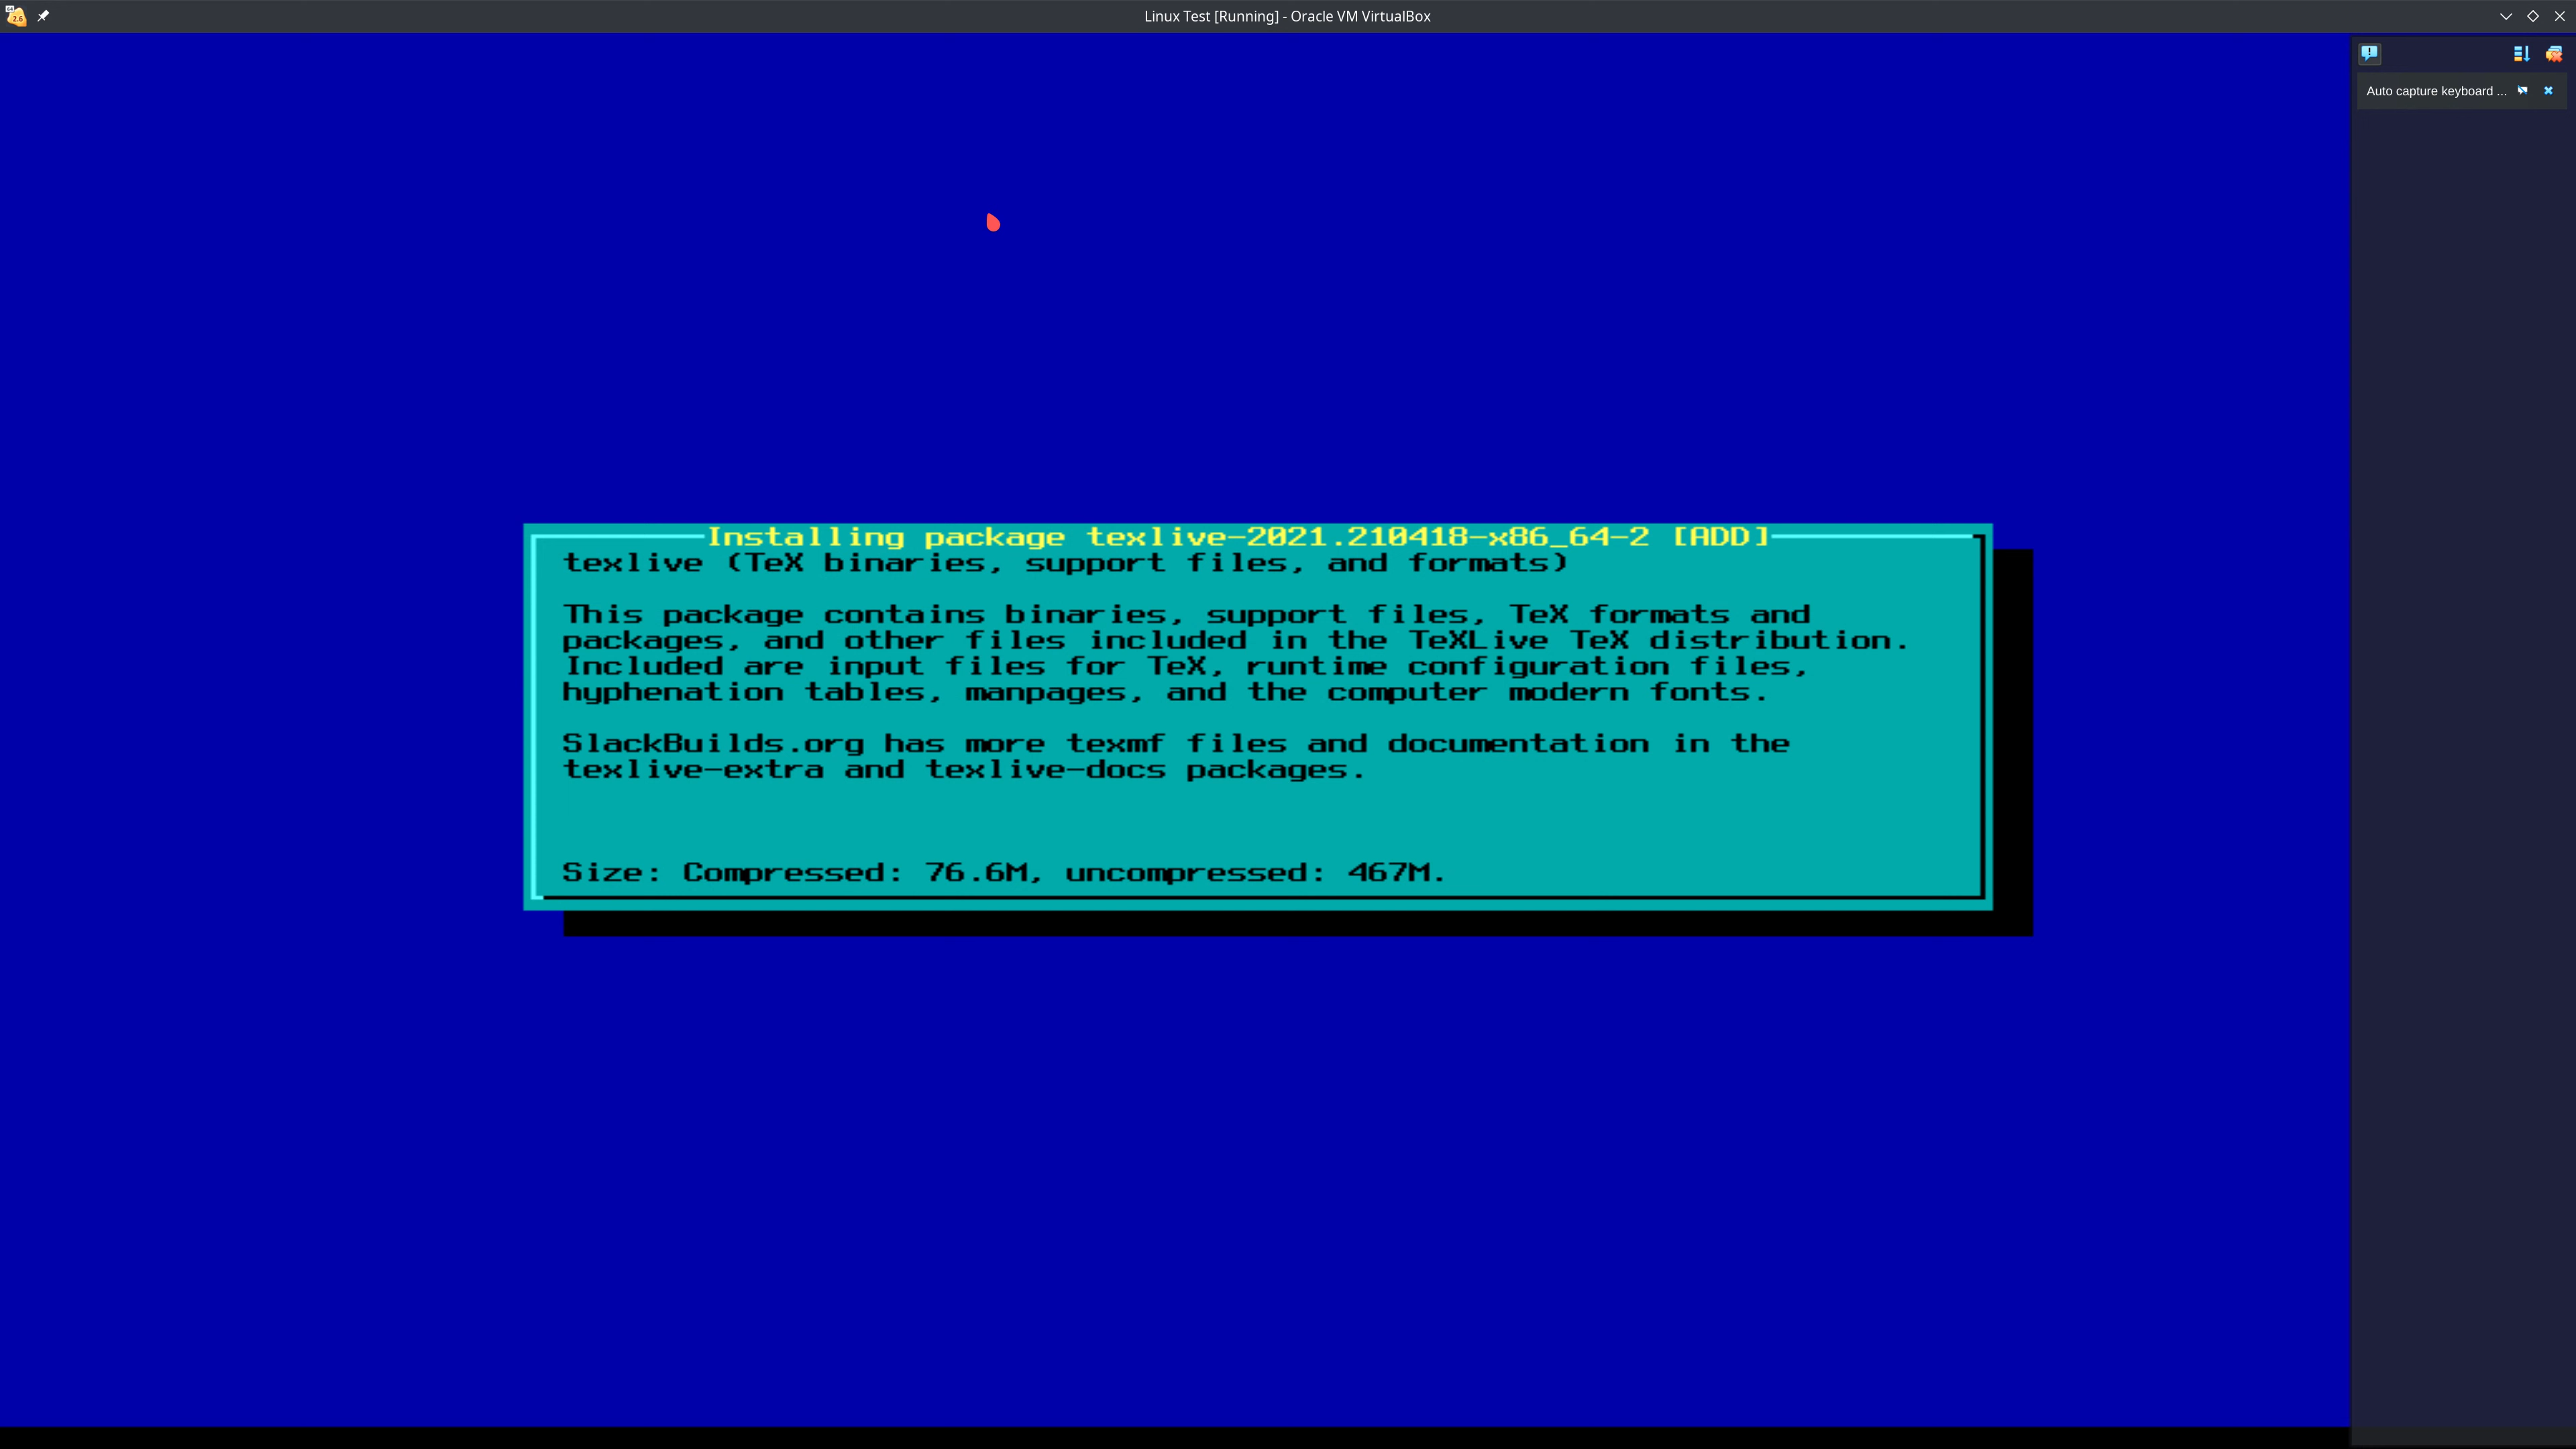 Linux Test [Running] - Oracle VM VirtualBox
Auto capture keyboard ...
Installing package texlive-2021.210418-x86_64-2 [ADD]
texlive (TeX binaries, support files, and formats)
This package contains binaries, support files, TeX formats and
packages, and other files included in the TeXLive TeX distribution.
Included are input files for TeX, runtime configuration files,
hyphenation tables, manpages, and the computer modern fonts.
SlackBuilds.org has more texmf files and documentation in the
texlive-extra and texlive-docs packages.
Size: Compressed: 76.6M, uncompressed: 467M.